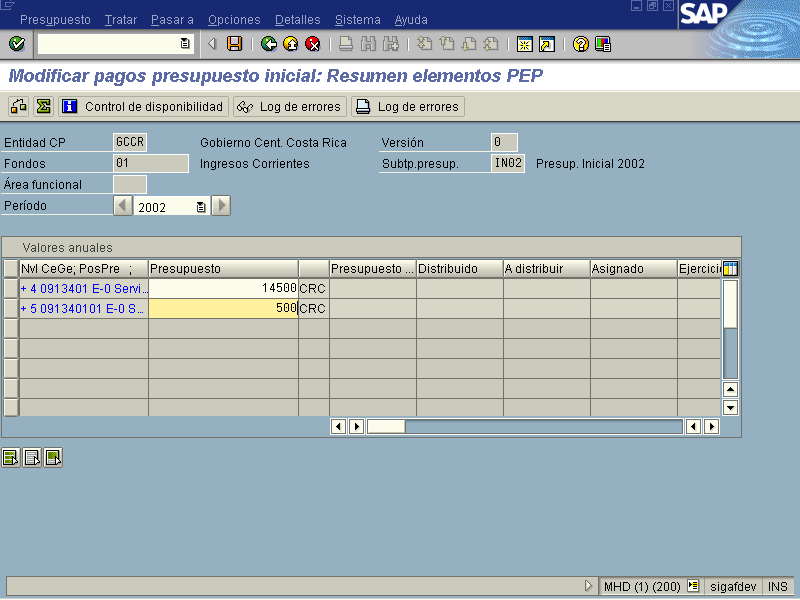 Presupuesto Tratar Pasar a Opciones Detalles Sistema Ayuda
SAP
Modificar pagos presupuesto inicial: Resumen elementos PEP
Control de disponibilidad Log de errores Log de errores
Entidad CP GCCR Gobierno Cent. Costa Rica Versión 0
Fondos 01 Ingresos Corrientes Subtp.presup. IN02 Presup. Inicial 2002
Área funcional
Período 2002
Valores anuales
Nvl CeGe; PosPre ; Presupuesto Presupuesto ... Distribuido A distribuir Asignado Ejercici
+ 4 0913401 E-0 Servi... 14500 CRC
+ 5 091340101 E-0 S... 500 CRC
MHD (1) (200) sigafdev INS